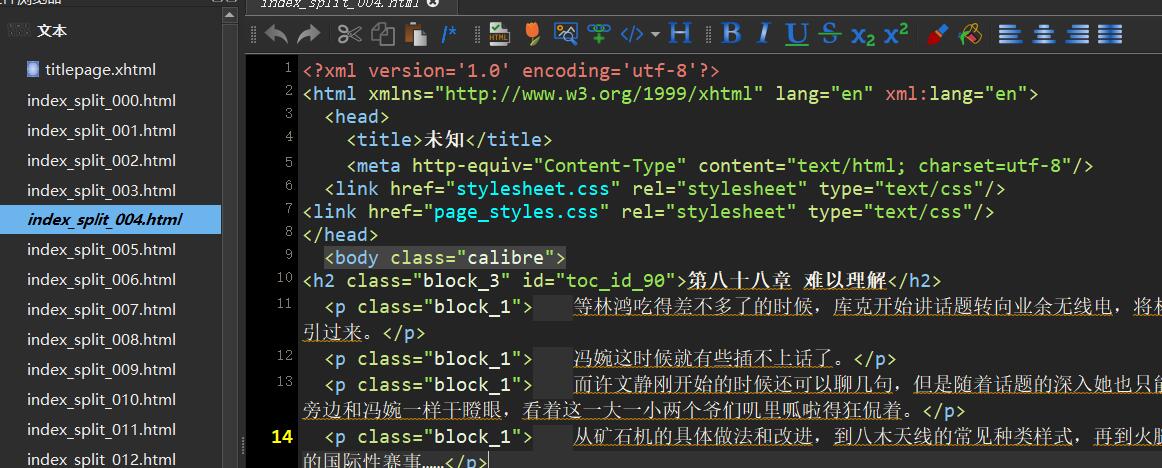 文本
titlepage.xhtml
index_split_000.html
index_split_001.html
index_split_002.html
index_split_003.html
index_split_004.html
index_split_005.html
index_split_006.html
index_split_007.html
index_split_008.html
index_split_009.html
index_split_010.html
index_split_011.html
index_split_012.html
index_split_004.html
1 <?xml version='1.0' encoding='utf-8'?>
2 <html xmlns="http://www.w3.org/1999/xhtml" lang="en" xml:lang="en">
3 <head>
4 <title>未知</title>
5 <meta http-equiv="Content-Type" content="text/html; charset=utf-8"/>
6 <link href="stylesheet.css" rel="stylesheet" type="text/css"/>
7 <link href="page_styles.css" rel="stylesheet" type="text/css"/>
8 </head>
9 <body class="calibre">
10 <h2 class="block_3" id="toc_id_90">第八十八章 难以理解</h2>
11 <p class="block_1">  等林鸿吃得差不多了的时候，库克开始讲话题转向业余无线电，将
引过来。</p>
12 <p class="block_1">  冯婉这时候就有些插不上话了。</p>
13 <p class="block_1">  而许文静刚开始的时候还可以聊几句，但是随着话题的深入她也只
旁边和冯婉一样干瞪眼，看着这一大一小两个爷们叽里呱啦得狂侃着。</p>
14 <p class="block_1">  从矿石机的具体做法和改进，到八木天线的常见种类样式，再到火
的国际性赛事……</p>